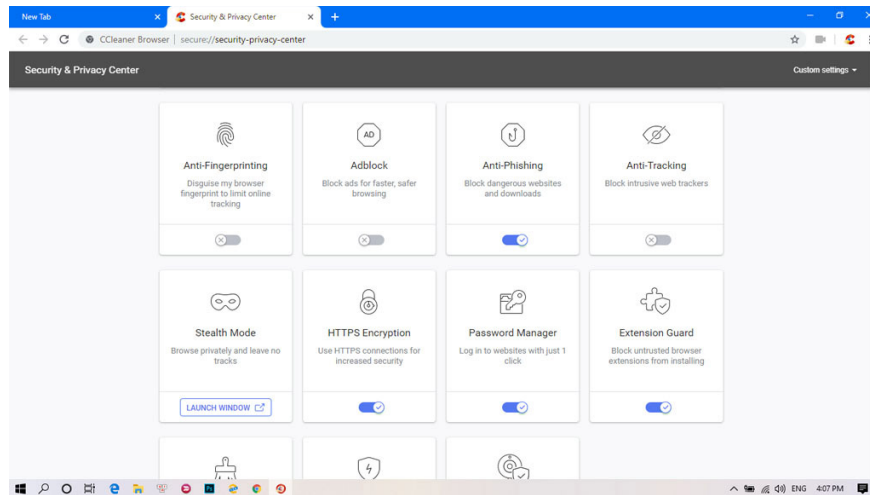 New Tab
Security & Privacy Center
CCleaner Browser | secure://security-privacy-center
Security & Privacy Center
Custom settings
AD
Anti-Fingerprinting
Disguise my browser
fingerprint to limit online
tracking
Adblock
Block ads for faster, safer
browsing
Anti-Phishing
Block dangerous websites
and downloads
Anti-Tracking
Block intrusive web trackers
Stealth Mode
Browse privately and leave no
tracks
LAUNCH WINDOW
HTTPS Encryption
Use HTTPS connections for
increased security
Password Manager
Log in to websites with just 1
click
Extension Guard
Block untrusted browser
extensions from installing
ENG 4:07 PM